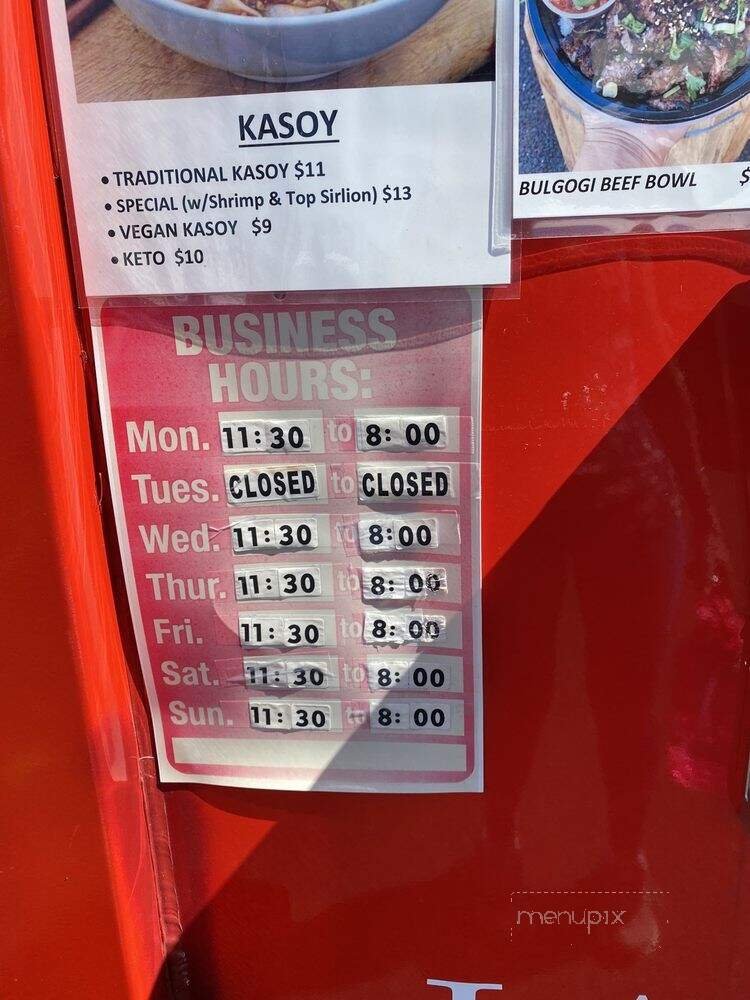 KASOY
• TRADITIONAL KASOY $11
• SPECIAL (w/Shrimp & Top Sirlion) $13
• VEGAN KASOY $9
• KETO $10
BULGOGI BEEF BOWL $
BUSINESS
HOURS:
Mon. 11:30 to 8:00
Tues. CLOSED to CLOSED
Wed. 11:30 to 8:00
Thur. 11:30 to 8:00
Fri. 11:30 to 8:00
Sat. 11:30 to 8:00
Sun. 11:30 to 8:00
menupix